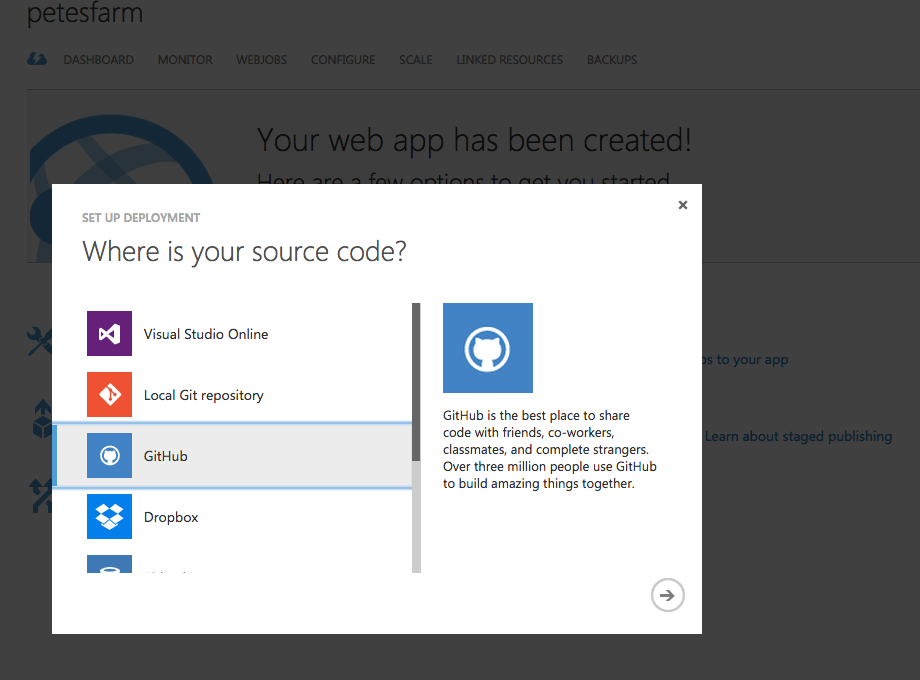 petesfarm
DASHBOARD MONITOR WEBJOBS CONFIGURE SCALE LINKED RESOURCES BACKUPS
Your web app has been created!
Here are a few options to get you started
SET UP DEPLOYMENT
Where is your source code?
Visual Studio Online
Local Git repository
GitHub
Dropbox
GitHub is the best place to share
code with friends, co-workers,
classmates, and complete strangers.
Over three million people use GitHub
to build amazing things together.
to your app
Learn about staged publishing